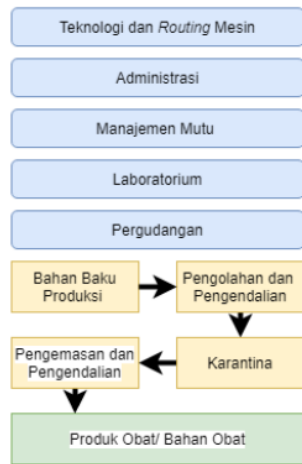 Teknologi dan Routing Mesin
Administrasi
Manajemen Mutu
Laboratorium
Pergudangan
Bahan Baku
Produksi
Pengolahan dan
Pengendalian
Pengemasan dan
Pengendalian
Karantina
Produk Obat/ Bahan Obat